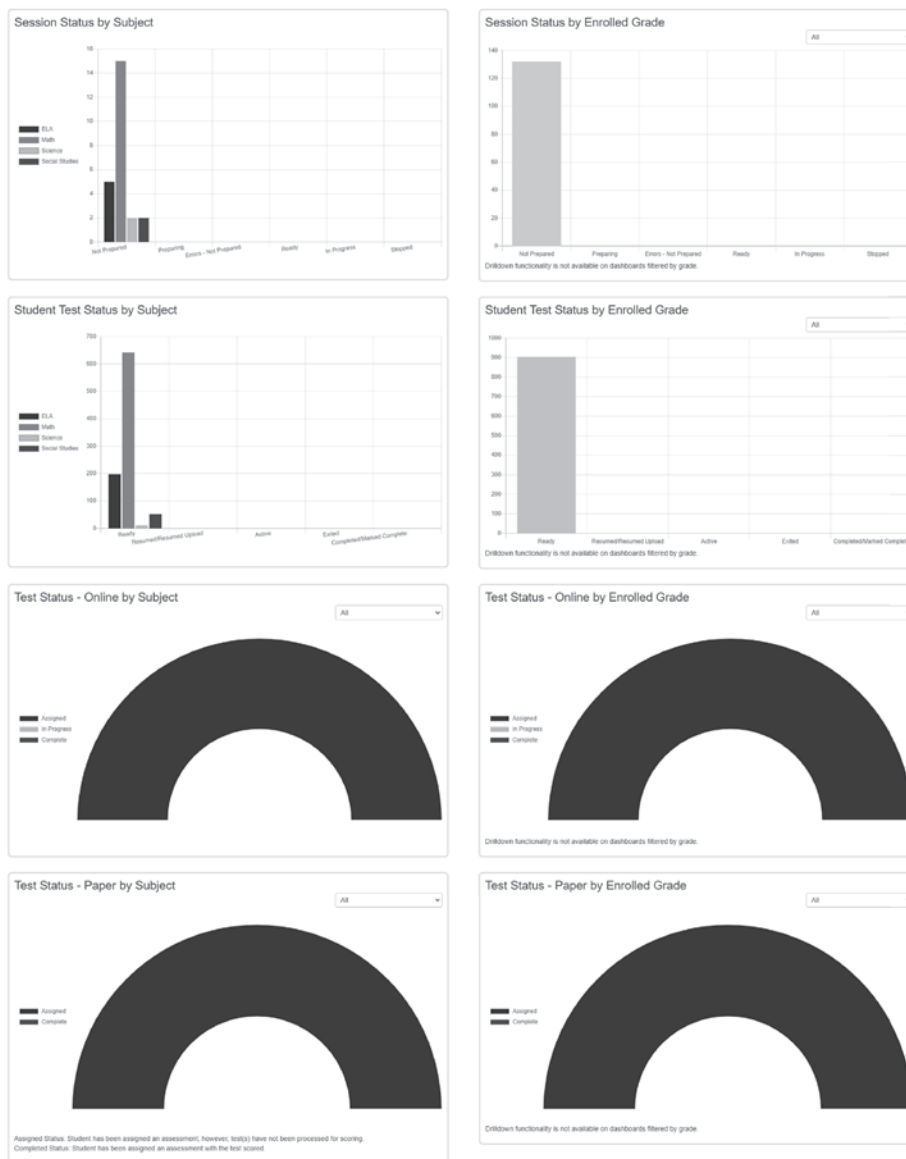 Session Status by Subject
16
14
12
10
8
6
4
2
0
ELA
Math
Science
Social Studies
Not Prepared
Preparing
Errors - Not Prepared
Ready
In Progress
Stopped
Session Status by Enrolled Grade
All
140
120
100
80
60
40
20
0
Not Prepared
Preparing
Errors - Not Prepared
Ready
In Progress
Stopped
Drilldown functionality is not available on dashboards filtered by grade.
Student Test Status by Subject
700
600
500
400
300
200
100
0
ELA
Math
Science
Social Studies
Ready
Resumed/Resumed Upload
Active
Exited
Completed/Marked Complete
Student Test Status by Enrolled Grade
All
1000
900
800
700
600
500
400
300
200
100
0
Ready
Resumed/Resumed Upload
Active
Exited
Completed/Marked Complet
Drilldown functionality is not available on dashboards filtered by grade.
Test Status - Online by Subject
All
Assigned
In Progress
Complete
Test Status - Online by Enrolled Grade
All
Assigned
In Progress
Complete
Drilldown functionality is not available on dashboards filtered by grade.
Test Status - Paper by Subject
All
Assigned
Complete
Assigned Status: Student has been assigned an assessment, however, test(s) have not been processed for scoring.
Completed Status: Student has been assigned an assessment with the test scored
Test Status - Paper by Enrolled Grade
All
Assigned
Complete
Drilldown functionality is not available on dashboards filtered by grade.